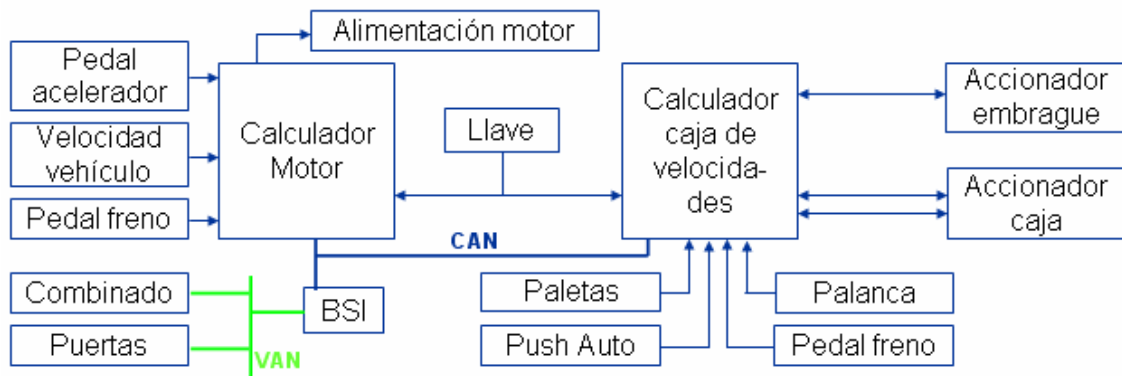 Alimentación motor
Pedal
acelerador
Velocidad
vehículo
Pedal freno
Calculador
Motor
Llave
Calculador
caja de
velocida-
des
Accionador
embrague
Accionador
caja
CAN
Combinado
Puertas
VAN
BSI
Paletas
Push Auto
Palanca
Pedal freno